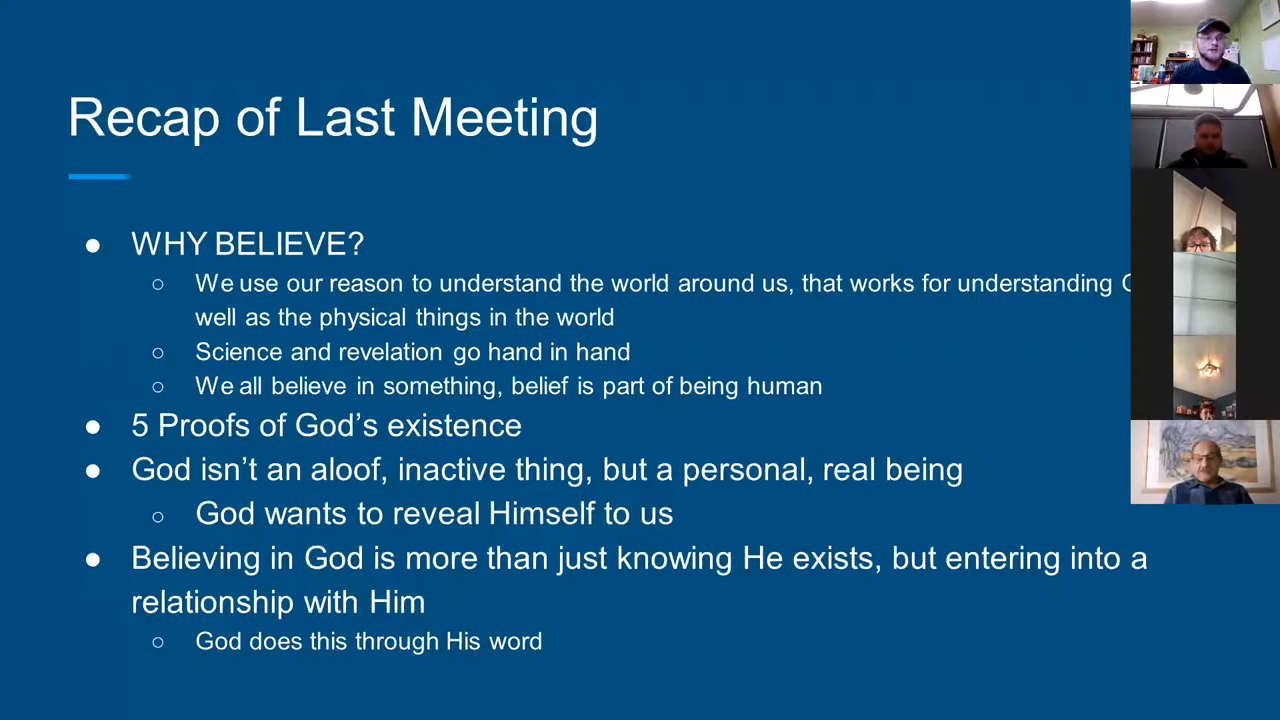 Recap of Last Meeting
● WHY BELIEVE?
○ We use our reason to understand the world around us, that works for understanding
well as the physical things in the world
○ Science and revelation go hand in hand
○ We all believe in something, belief is part of being human
● 5 Proofs of God’s existence
● God isn’t an aloof, inactive thing, but a personal, real being
○ God wants to reveal Himself to us
● Believing in God is more than just knowing He exists, but entering into a
relationship with Him
○ God does this through His word